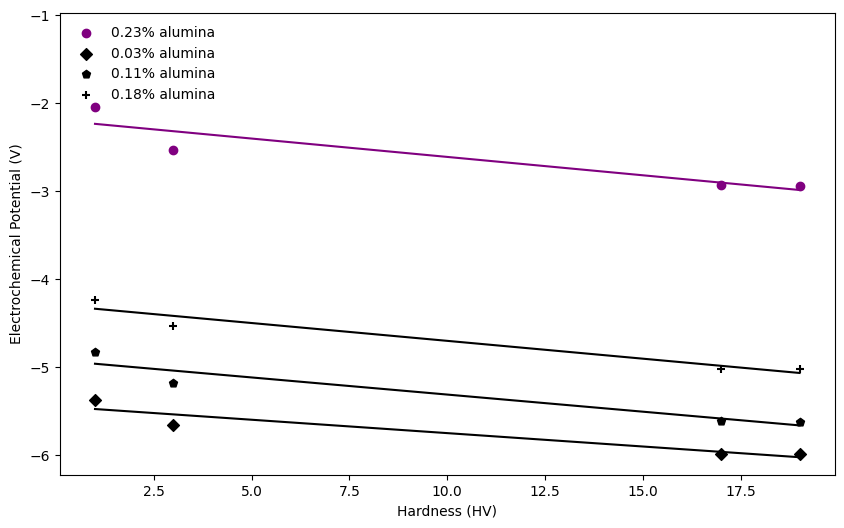 0.23% alumina
0.03% alumina
0.11% alumina
0.18% alumina
−1
−2
−3
−4
−5
−6
Electrochemical Potential (V)
2.5 5.0 7.5 10.0 12.5 15.0 17.5
Hardness (HV)